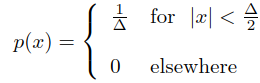 p(x) = { 1/Δ for |x| < Δ/2
0 elsewhere